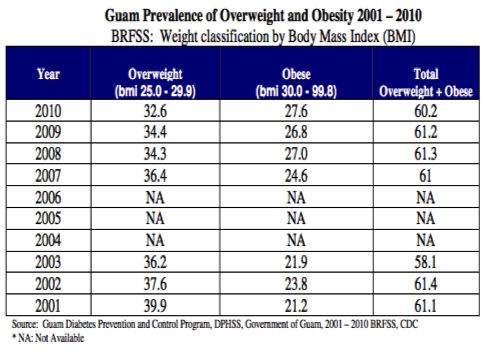 Guam Prevalence of Overweight and Obesity 2001 – 2010
BRFSS: Weight classification by Body Mass Index (BMI)
Year Overweight (bmi 25.0 - 29.9) Obese (bmi 30.0 - 99.8) Total Overweight + Obese
2010 32.6 27.6 60.2
2009 34.4 26.8 61.2
2008 34.3 27.0 61.3
2007 36.4 24.6 61
2006 NA NA NA
2005 NA NA NA
2004 NA NA NA
2003 36.2 21.9 58.1
2002 37.6 23.8 61.4
2001 39.9 21.2 61.1
Source: Guam Diabetes Prevention and Control Program, DPHSS, Government of Guam, 2001 – 2010 BRFSS, CDC
* NA: Not Available